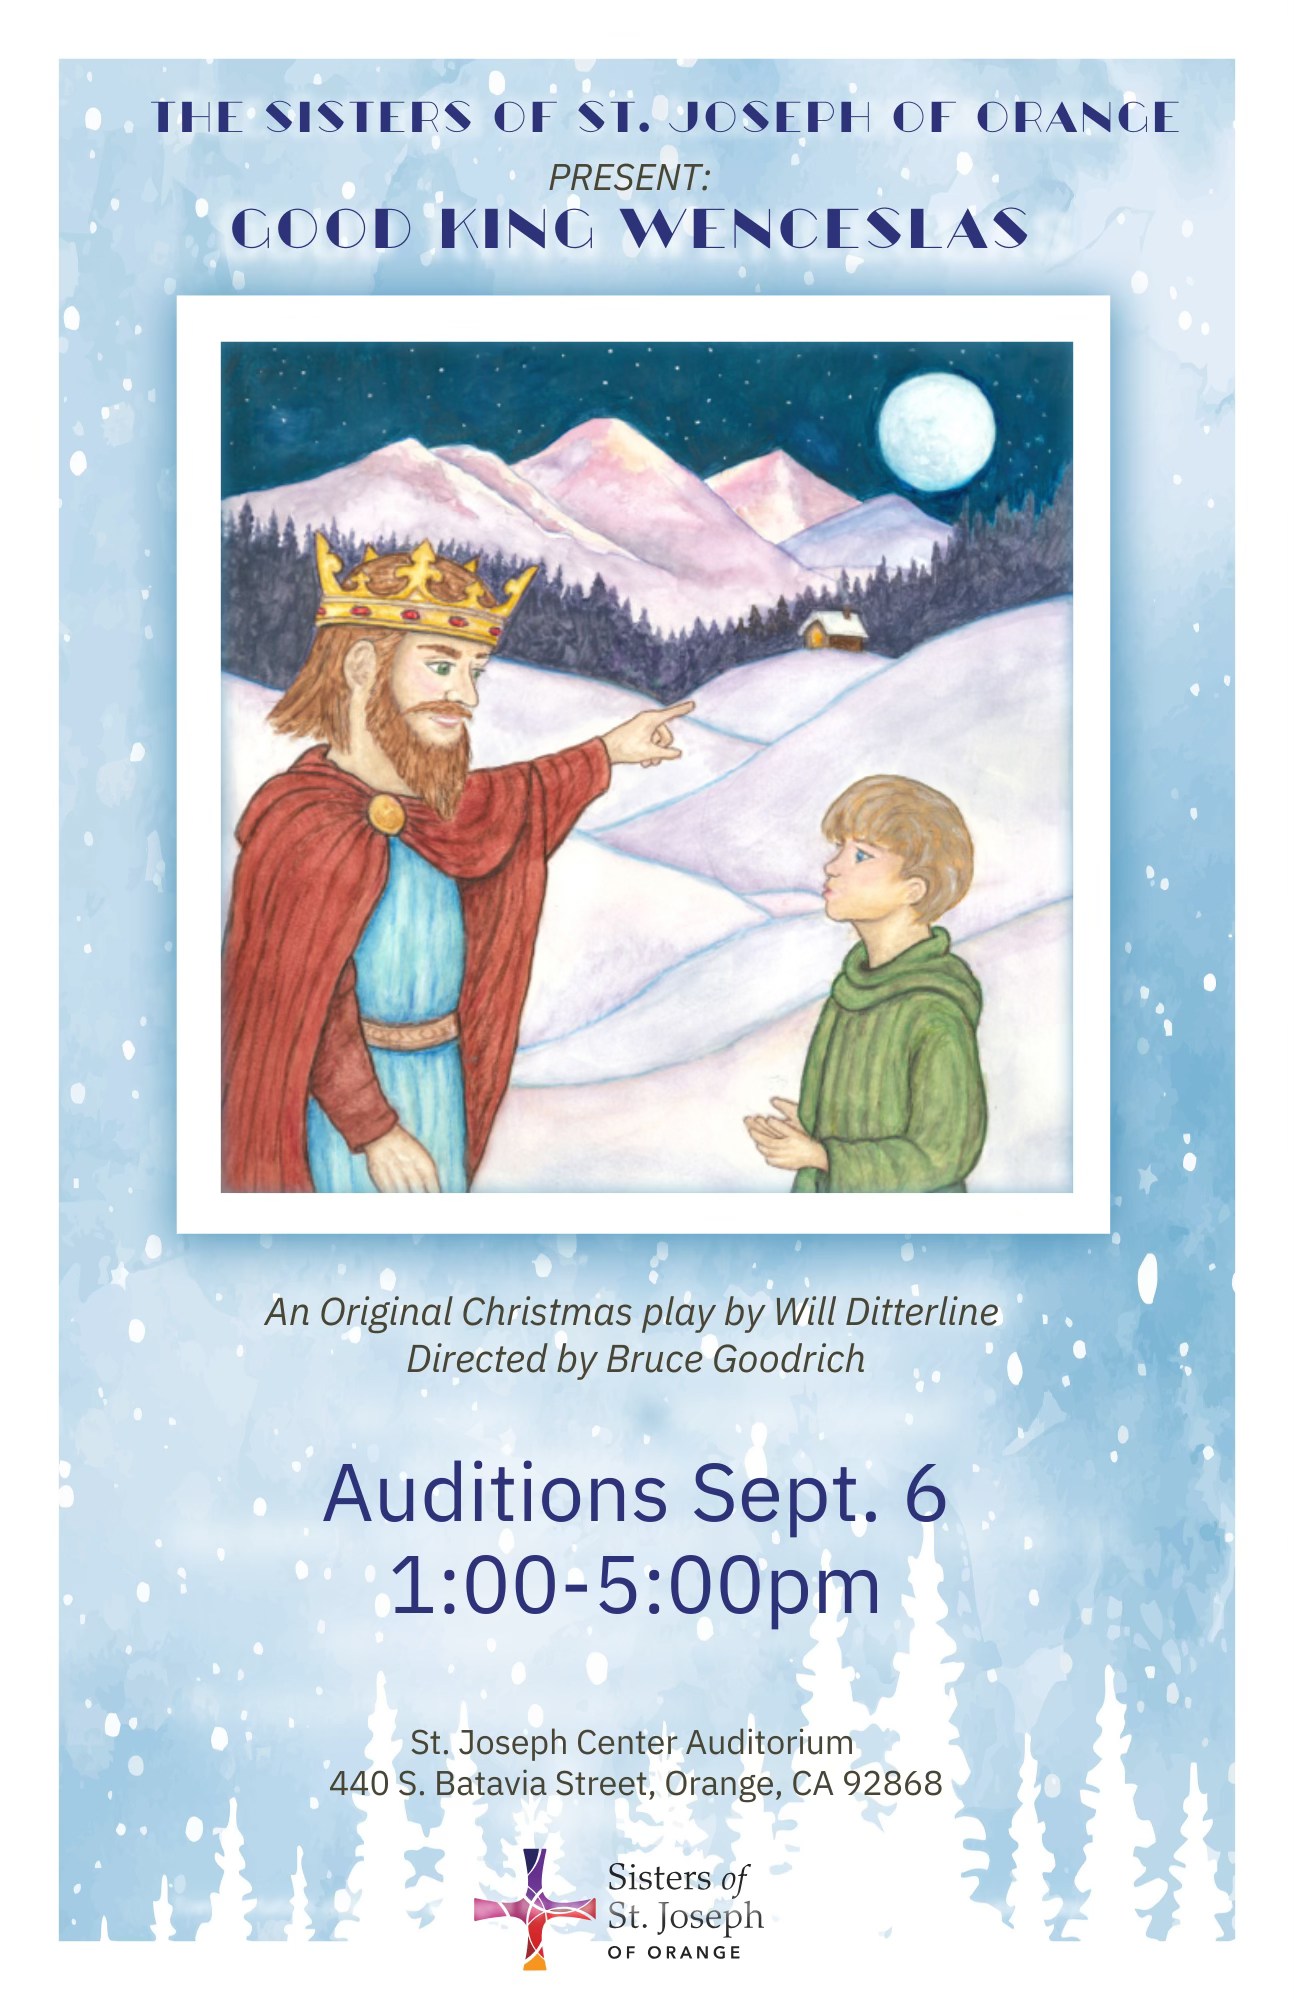 THE SISTERS OF ST. JOSEPH OF ORANGE
PRESENT:
GOOD KING WENCESLAS
An Original Christmas play by Will Ditterline
Directed by Bruce Goodrich
Auditions Sept. 6
1:00-5:00pm
St. Joseph Center Auditorium
440 S. Batavia Street, Orange, CA 92868
Sisters of
St. Joseph
OF ORANGE